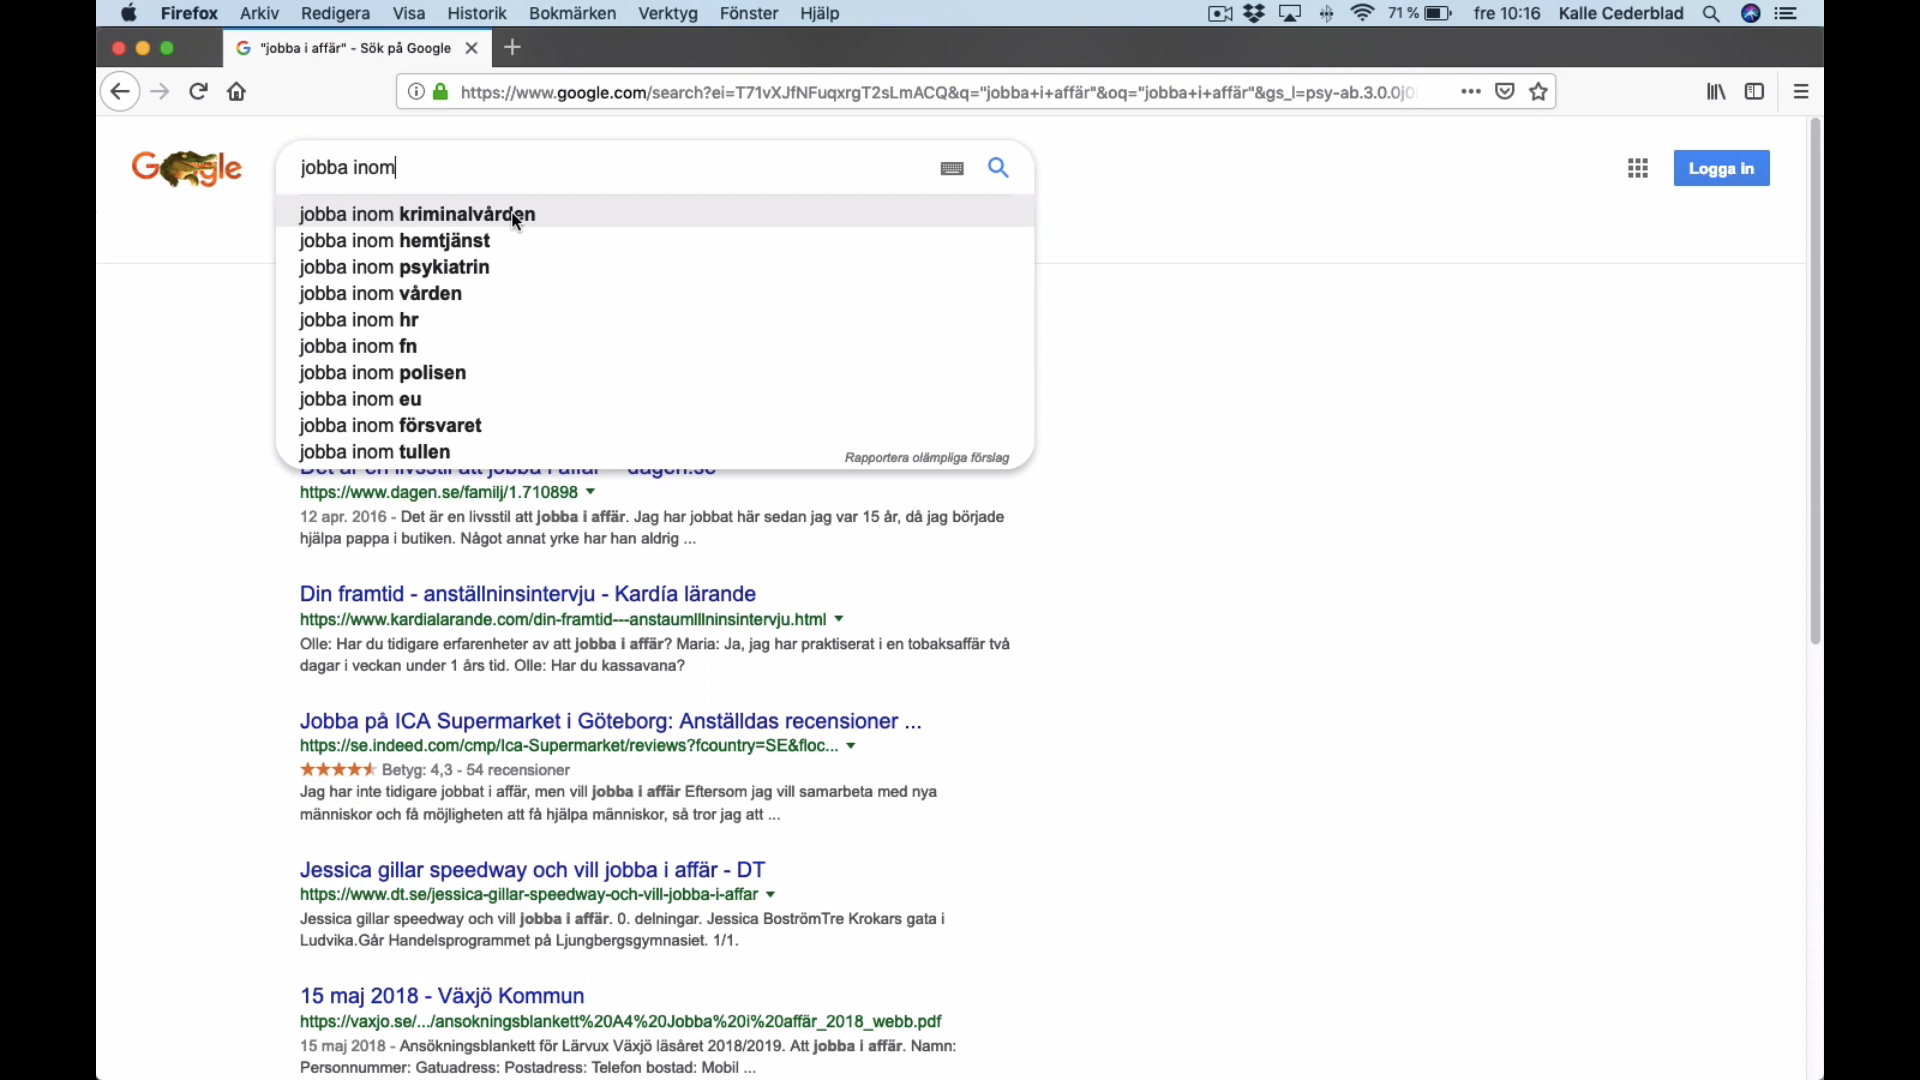 Firefox Arkiv Redigera Visa Historik Bokmärken Verktyg Fönster Hjälp 71 % fre 10:16 Kalle Cederblad
"jobba i affär" - Sök på Google
https://www.google.com/search?ei=T71vXJfNFuqxrgT2sLmACQ&q="jobba+i+affär"&oq="jobba+i+affär"&gs_l=psy-ab.3.0.0j0
Google jobba inom Logga in
jobba inom kriminalvården
jobba inom hemtjänst
jobba inom psykiatrin
jobba inom vården
jobba inom hr
jobba inom fn
jobba inom polisen
jobba inom eu
jobba inom försvaret
jobba inom tullen
Rapportera olämpliga förslag
Det är en livsstil att jobba i affär - dagen.se
https://www.dagen.se/familj/1.710898
12 apr. 2016 - Det är en livsstil att jobba i affär. Jag har jobbat här sedan jag var 15 år, då jag började
hjälpa pappa i butiken. Något annat yrke har han aldrig ...
Din framtid - anställninsintervju - Kardía lärande
https://www.kardialarande.com/din-framtid---anstaumlllninsintervju.html
Olle: Har du tidigare erfarenheter av att jobba i affär? Maria: Ja, jag har praktiserat i en tobaksaffär två
dagar i veckan under 1 års tid. Olle: Har du kassavana?
Jobba på ICA Supermarket i Göteborg: Anställdas recensioner ...
https://se.indeed.com/cmp/Ica-Supermarket/reviews?fcountry=SE&floc...
Betyg: 4,3 - 54 recensioner
Jag har inte tidigare jobbat i affär, men vill jobba i affär Eftersom jag vill samarbeta med nya
människor och få möjligheten att få hjälpa människor, så tror jag att ...
Jessica gillar speedway och vill jobba i affär - DT
https://www.dt.se/jessica-gillar-speedway-och-vill-jobba-i-affar
Jessica gillar speedway och vill jobba i affär. 0. delningar. Jessica BoströmTre Krokars gata i
Ludvika.Går Handelsprogrammet på Ljungbergsgymnasiet. 1/1.
15 maj 2018 - Växjö Kommun
https://vaxjo.se/.../ansokningsblankett%20A4%20Jobba%20i%20affär_2018_webb.pdf
15 maj 2018 - Ansökningsblankett för Lärvux Växjö läsåret 2018/2019. Att jobba i affär. Namn:
Personnummer: Gatuadress: Postadress: Telefon bostad: Mobil ...